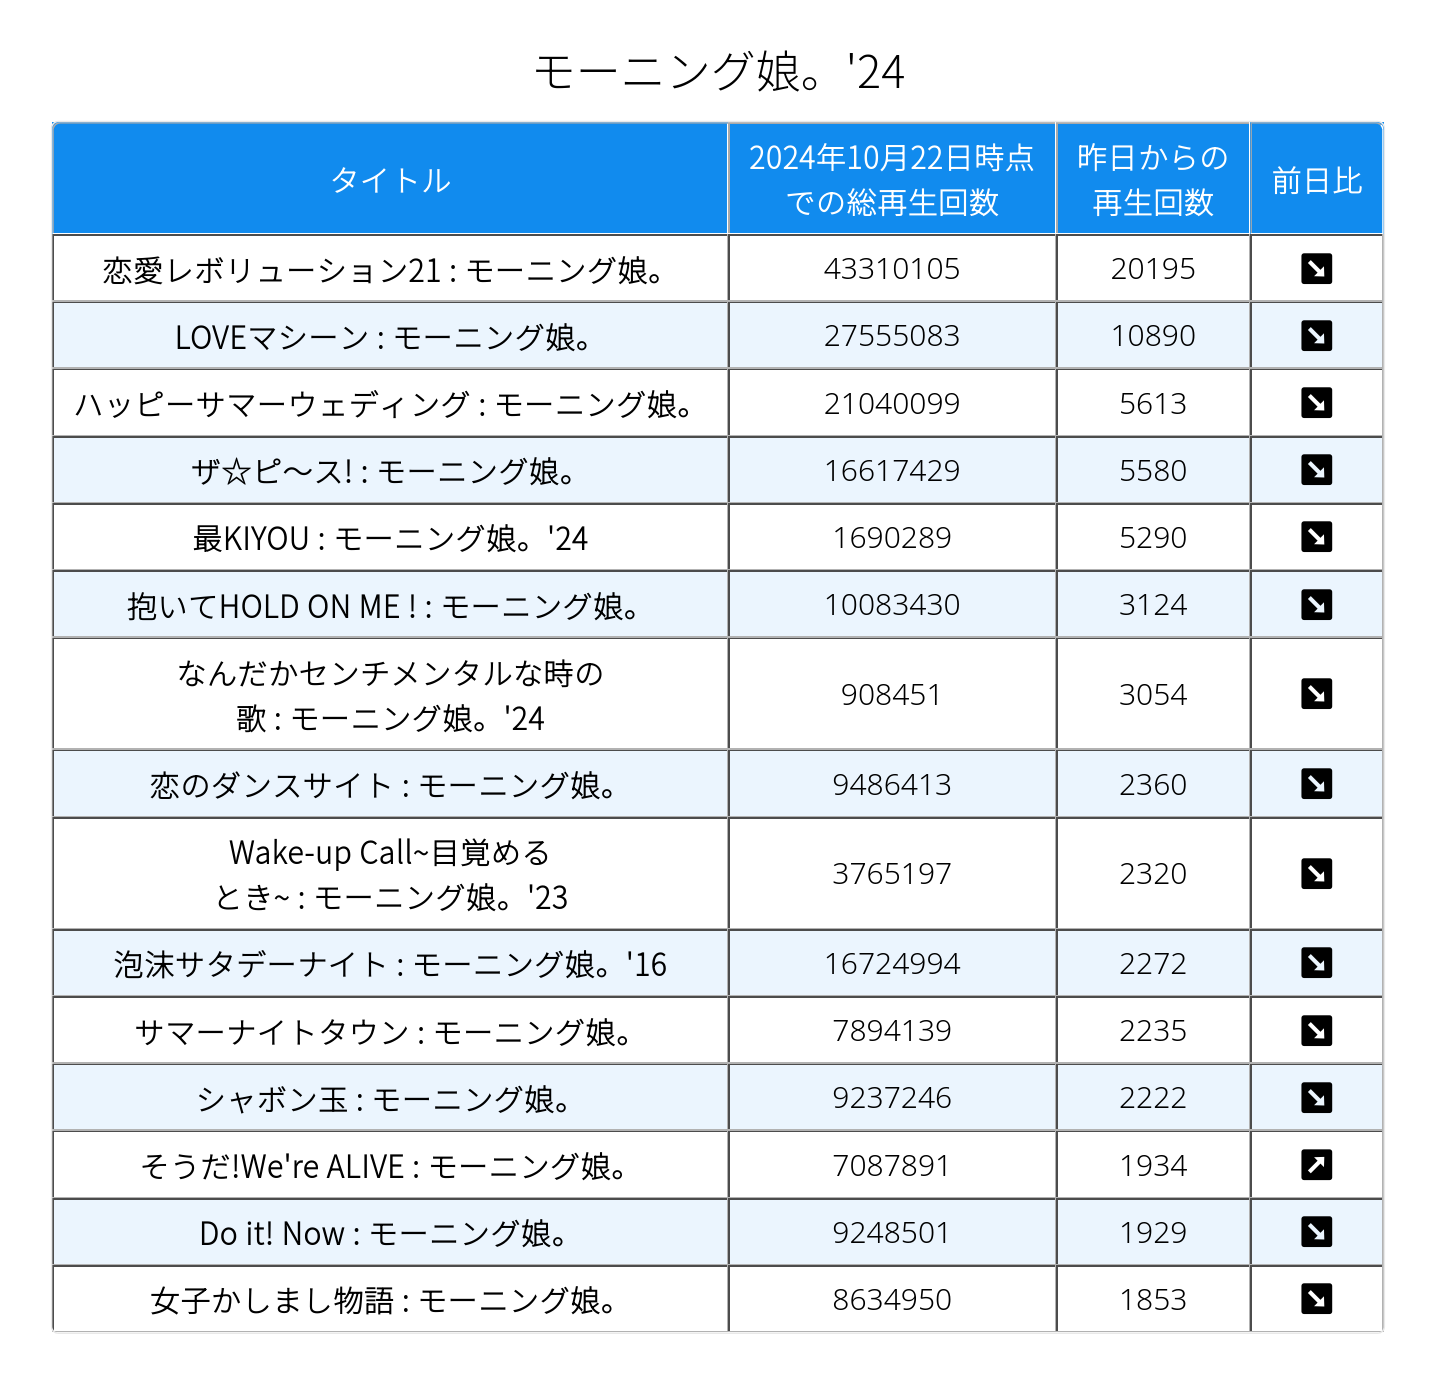 モーニング娘。'24
タイトル
2024年10月22日時点
での総再生回数
昨日からの
再生回数
前日比
恋愛レボリューション21 : モーニング娘。 43310105 20195
LOVEマシーン : モーニング娘。 27555083 10890
ハッピーサマーウェディング : モーニング娘。 21040099 5613
ザ☆ピ〜ス! : モーニング娘。 16617429 5580
最KIYOU : モーニング娘。'24 1690289 5290
抱いてHOLD ON ME ! : モーニング娘。 10083430 3124
なんだかセンチメンタルな時の
歌 : モーニング娘。'24 908451 3054
恋のダンスサイト : モーニング娘。 9486413 2360
Wake-up Call~目覚める
とき~ : モーニング娘。'23 3765197 2320
泡沫サタデーナイト : モーニング娘。'16 16724994 2272
サマーナイトタウン : モーニング娘。 7894139 2235
シャボン玉 : モーニング娘。 9237246 2222
そうだ!We're ALIVE : モーニング娘。 7087891 1934
Do it! Now : モーニング娘。 9248501 1929
女子かしまし物語 : モーニング娘。 8634950 1853